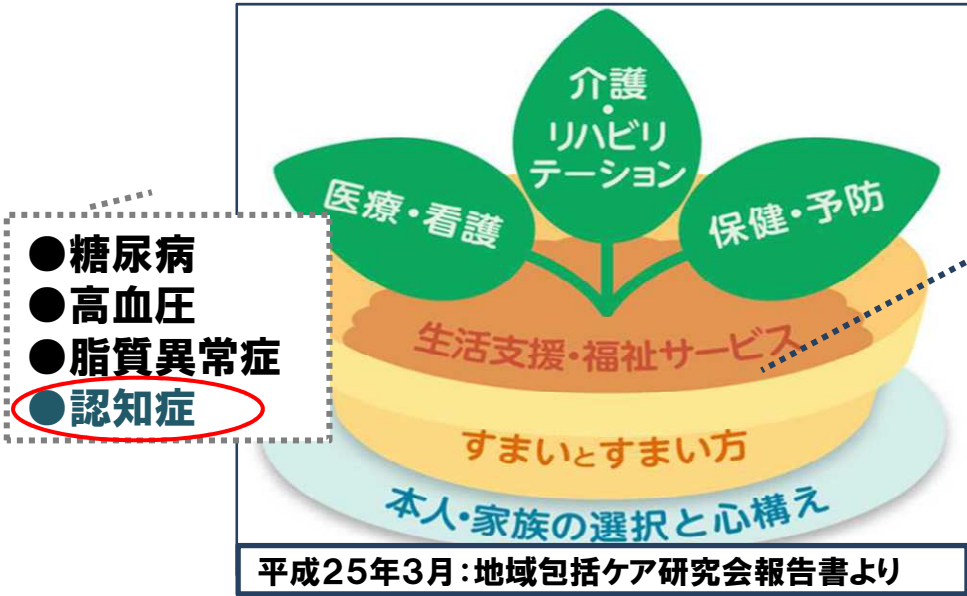 介護
・
リハビリ
テーション
医療・看護
保健・予防
●糖尿病
●高血圧
●脂質異常症
●認知症
生活支援・福祉サービス
すまいとすまい方
本人・家族の選択と心構え
平成25年3月：地域包括ケア研究会報告書より